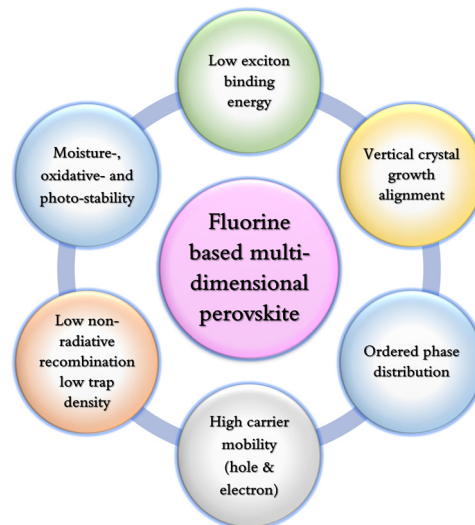 Low exciton
binding
energy
Vertical crystal
growth
alignment
Ordered phase
distribution
High carrier
mobility
(hole &
electron)
Low non-
radiative
recombination
low trap
density
Moisture-,
oxidative- and
photo-stability
Fluorine
based multi-
dimensional
perovskite